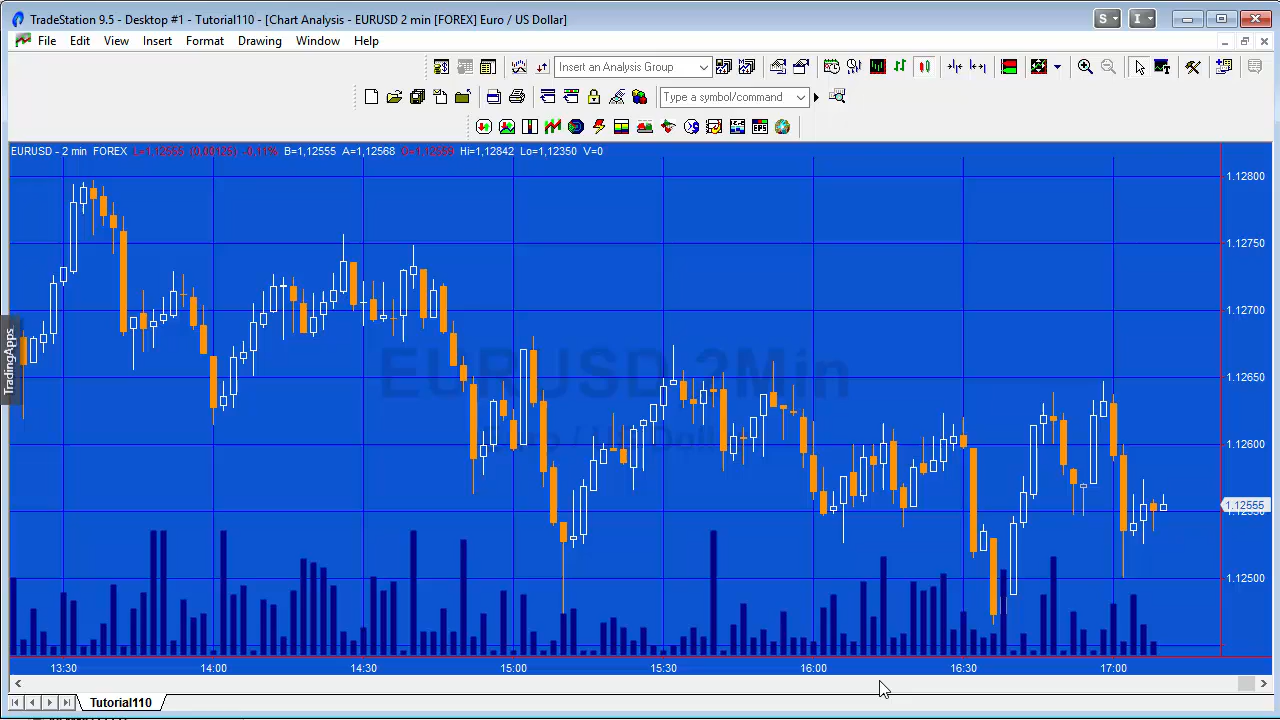 TradeStation 9.5 - Desktop #1 - Tutorial110 - [Chart Analysis - EURUSD 2 min [FOREX] Euro / US Dollar]
S I
File Edit View Insert Format Drawing Window Help
Insert an Analysis Group
Type a symbol/command
EPS
EURUSD - 2 min FOREX L=1,12555 (0,00125) -0,11% B=1,12555 A=1,12568 O=1,12559 Hi=1,12842 Lo=1,12350 V=0
1.12800
1.12750
1.12700
TradingApps
EURUSD 2Min
1.12650
Euro / US Dollar
1.12600
1.12555
1.12550
1.12500
13:30 14:00 14:30 15:00 15:30 16:00 16:30 17:00
Tutorial110